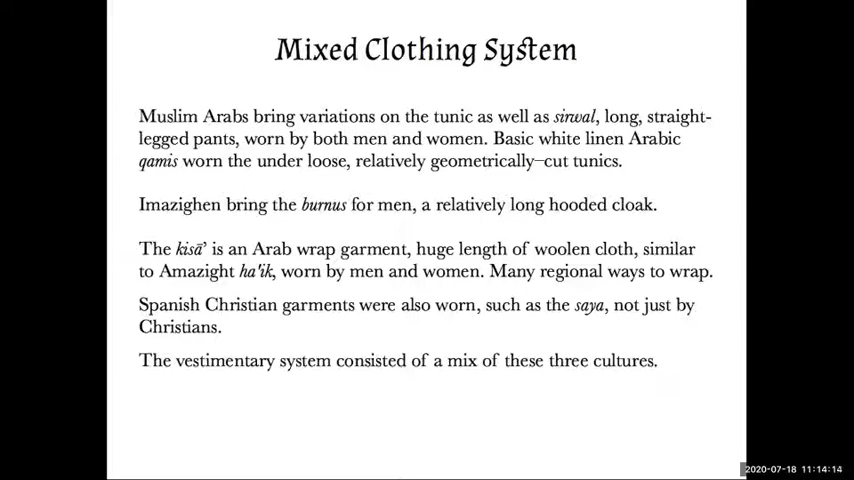 Mixed Clothing System
Muslim Arabs bring variations on the tunic as well as sirwal, long, straight-
legged pants, worn by both men and women. Basic white linen Arabic
qamis worn the under loose, relatively geometrically–cut tunics.
Imazighen bring the burnus for men, a relatively long hooded cloak.
The kisā’ is an Arab wrap garment, huge length of woolen cloth, similar
to Amazight ha'ik, worn by men and women. Many regional ways to wrap.
Spanish Christian garments were also worn, such as the saya, not just by
Christians.
The vestimentary system consisted of a mix of these three cultures.
2020-07-18 11:14:14